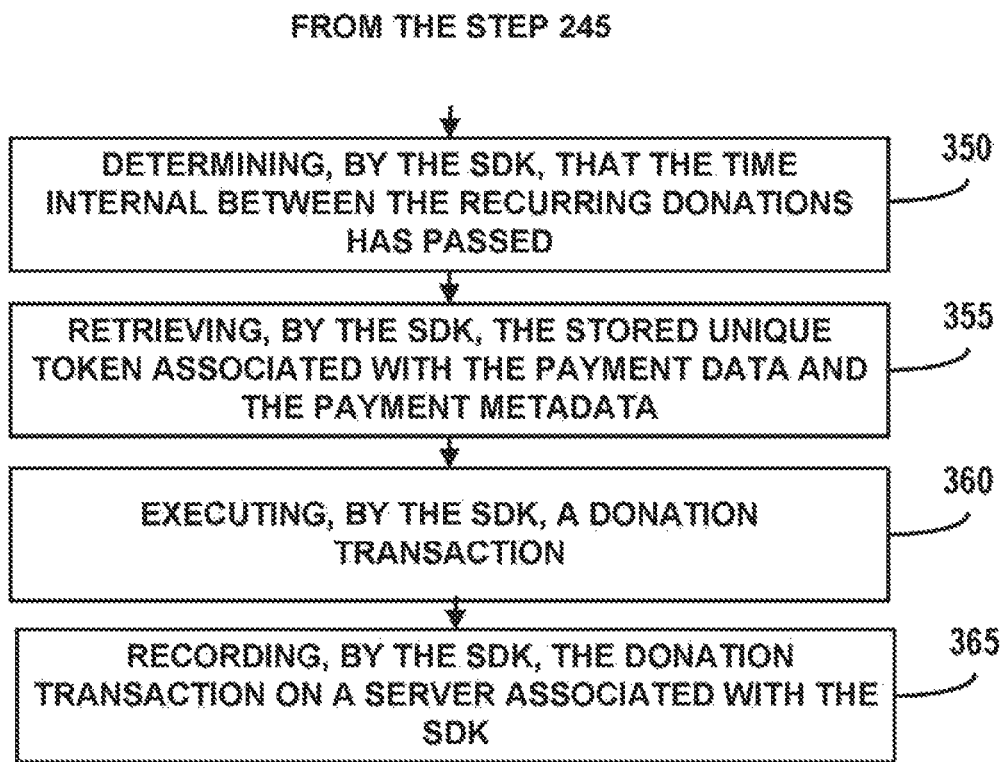 FROM THE STEP 245
350
DETERMINING, BY THE SDK, THAT THE TIME
INTERNAL BETWEEN THE RECURRING DONATIONS
HAS PASSED
355
RETRIEVING, BY THE SDK, THE STORED UNIQUE
TOKEN ASSOCIATED WITH THE PAYMENT DATA AND
THE PAYMENT METADATA
360
EXECUTING, BY THE SDK, A DONATION
TRANSACTION
365
RECORDING, BY THE SDK, THE DONATION
TRANSACTION ON A SERVER ASSOCIATED WITH THE
SDK